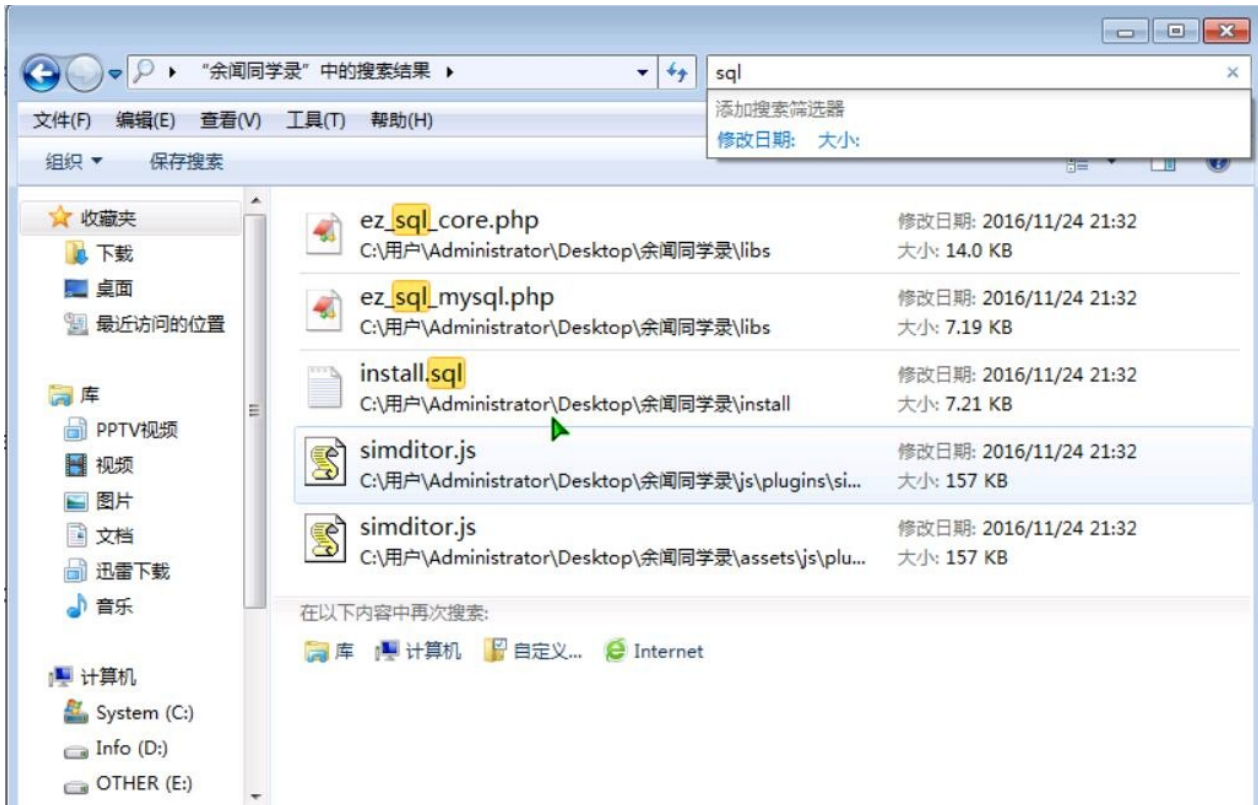 “余闻同学录”中的搜索结果
sql
文件(F) 编辑(E) 查看(V) 工具(T) 帮助(H)
添加搜索筛选器
修改日期: 大小:
组织 保存搜索
收藏夹
下载
桌面
最近访问的位置
库
PPTV视频
视频
图片
文档
迅雷下载
音乐
计算机
System (C:)
Info (D:)
OTHER (E:)
ez_sql_core.php
修改日期: 2016/11/24 21:32
C:\用户\Administrator\Desktop\余闻同学录\libs
大小: 14.0 KB
ez_sql_mysql.php
修改日期: 2016/11/24 21:32
C:\用户\Administrator\Desktop\余闻同学录\libs
大小: 7.19 KB
install.sql
修改日期: 2016/11/24 21:32
C:\用户\Administrator\Desktop\余闻同学录\install
大小: 7.21 KB
simditor.js
修改日期: 2016/11/24 21:32
C:\用户\Administrator\Desktop\余闻同学录\js\plugins\si...
大小: 157 KB
simditor.js
修改日期: 2016/11/24 21:32
C:\用户\Administrator\Desktop\余闻同学录\assets\js\plu...
大小: 157 KB
在以下内容中再次搜索:
库 计算机 自定义... Internet